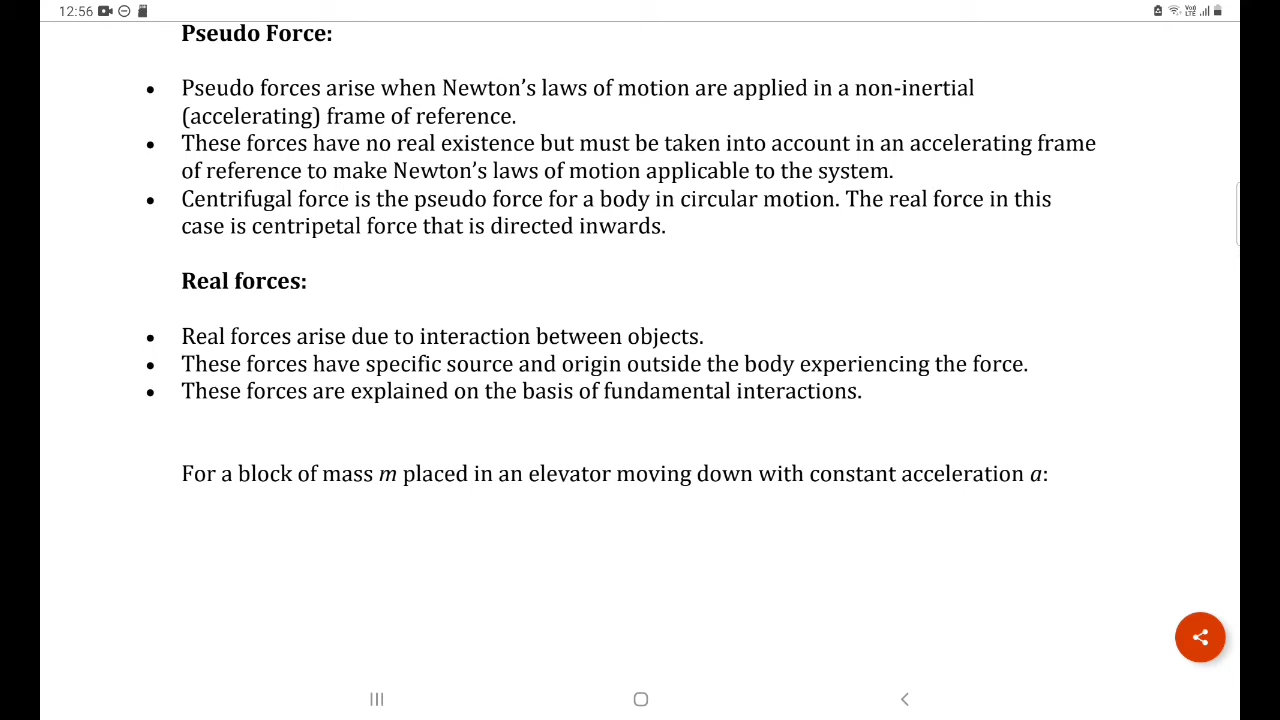 12:56
Vo)) LTE
Pseudo Force:
• Pseudo forces arise when Newton’s laws of motion are applied in a non-inertial
(accelerating) frame of reference.
• These forces have no real existence but must be taken into account in an accelerating frame
of reference to make Newton’s laws of motion applicable to the system.
• Centrifugal force is the pseudo force for a body in circular motion. The real force in this
case is centripetal force that is directed inwards.
Real forces:
• Real forces arise due to interaction between objects.
• These forces have specific source and origin outside the body experiencing the force.
• These forces are explained on the basis of fundamental interactions.
For a block of mass m placed in an elevator moving down with constant acceleration a: